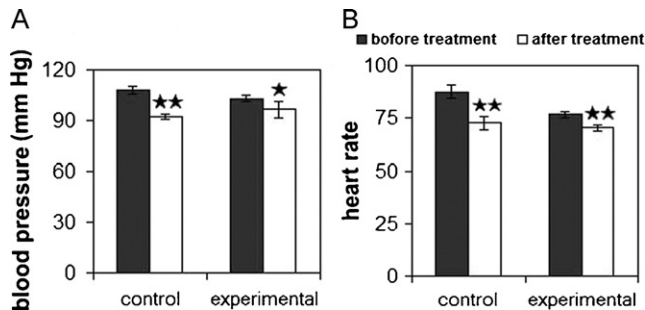 A
B
bofore treatment after treatment
blood pressure (mm Hg)
120
90
60
30
0
★★
★
control experimental
heart rate
100
75
50
25
0
★★
★★
control experimental